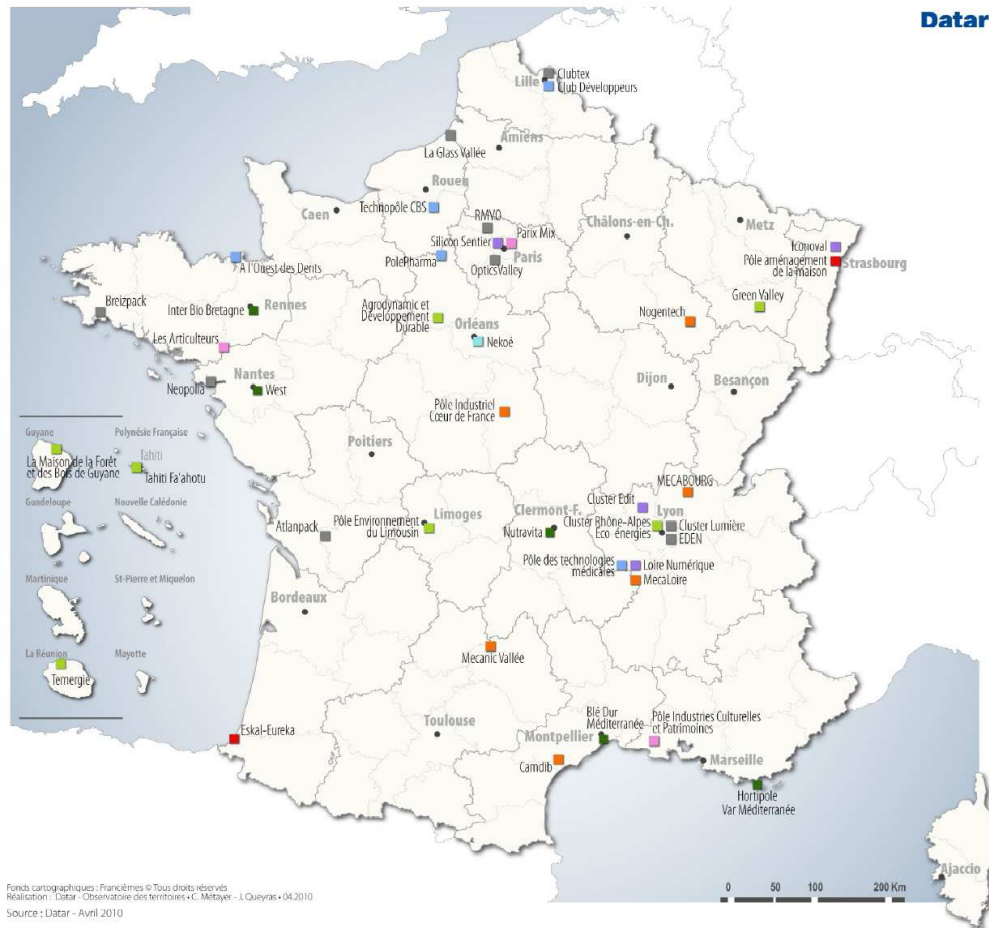 Datar
Clubtex
Lille
Club Développeurs
Amiens
La Glass Vallée
Rouen
Caen
Technopôle CBS
RMVO
Châlons-en-Ch.
Metz
Silicon Sentier
Parix Mix
Paris
Iconoval
Pôle aménagement
de la maison
Strasbourg
A l'Ouest des Dents
PolePharma
OpticsValley
Breizpack
Inter Bio Bretagne
Rennes
Agrodynamic et
Développement
Durable
Orléans
Nekoé
Nogentech
Green Valley
Les Articulteurs
Nantes
Neopolia
West
Dijon
Besançon
Pôle Industriel
Cœur de France
Poitiers
Guyane
Polynésie Française
Tahiti
La Maison de la Forêt
et des Bois de Guyane
Tahiti Fa'ahotu
Guadeloupe
Nouvelle Calédonie
MECABOURG
Cluster Edit
Lyon
Limoges
Clermont-F.
Cluster Rhône-Alpes
Eco-énergies
Cluster Lumière
EDEN
Atlanpack
Pôle Environnement
du Limousin
Nutravita
Pôle des technologies
médicales
Loire Numérique
MecaLoire
Martinique
St-Pierre et Miquelon
Bordeaux
La Réunion
Mayotte
Temergie
Mecanic Vallée
Eskal-Eureka
Toulouse
Blé Dur
Méditerranée
Montpellier
Pôle Industries Culturelles
et Patrimoines
Marseille
Camdib
Hortipole
Var Méditerranée
Ajaccio
0 50 100 200 Km
Fonds cartographiques : Francièmes © Tous droits réservés
Réalisation : Datar - Observatoire des territoires • C. Métayer - J. Queyras • 04.2010
Source : Datar - Avril 2010